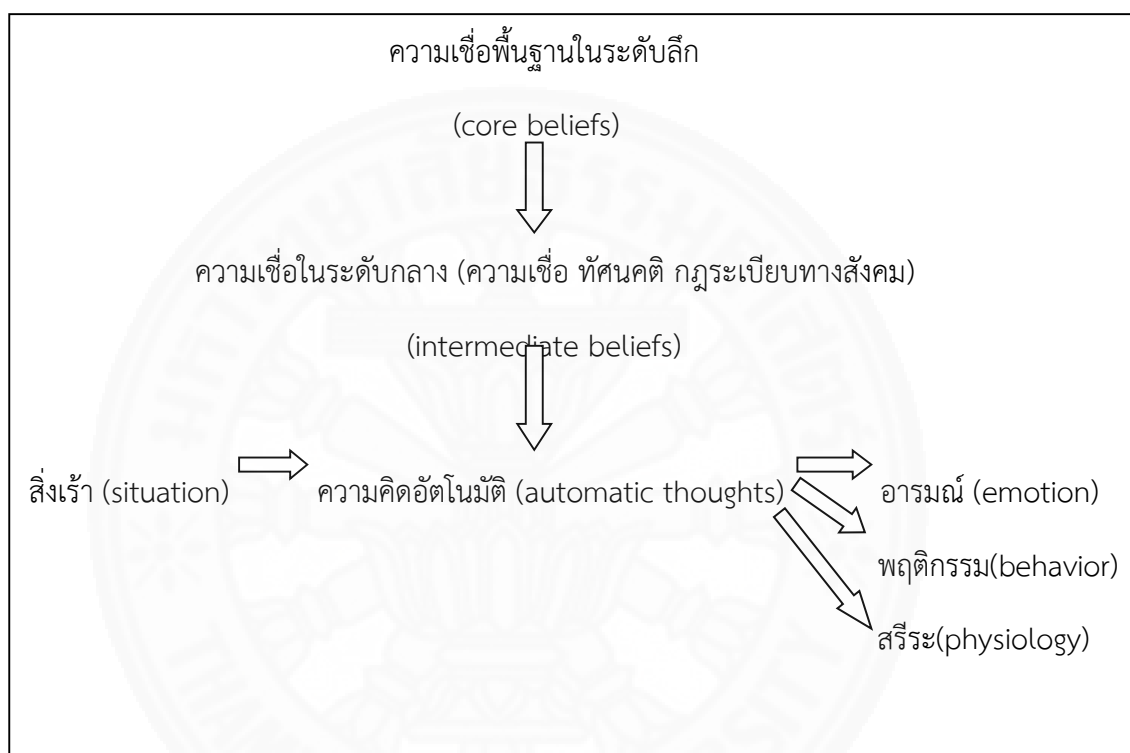 ความเชื่อพื้นฐานในระดับลึก
(core beliefs)
ความเชื่อในระดับกลาง (ความเชื่อ ทัศนคติ กฎระเบียบทางสังคม)
(intermediate beliefs)
สิ่งเร้า (situation) ความคิดอัตโนมัติ (automatic thoughts) อารมณ์ (emotion)
พฤติกรรม(behavior)
สรีระ(physiology)